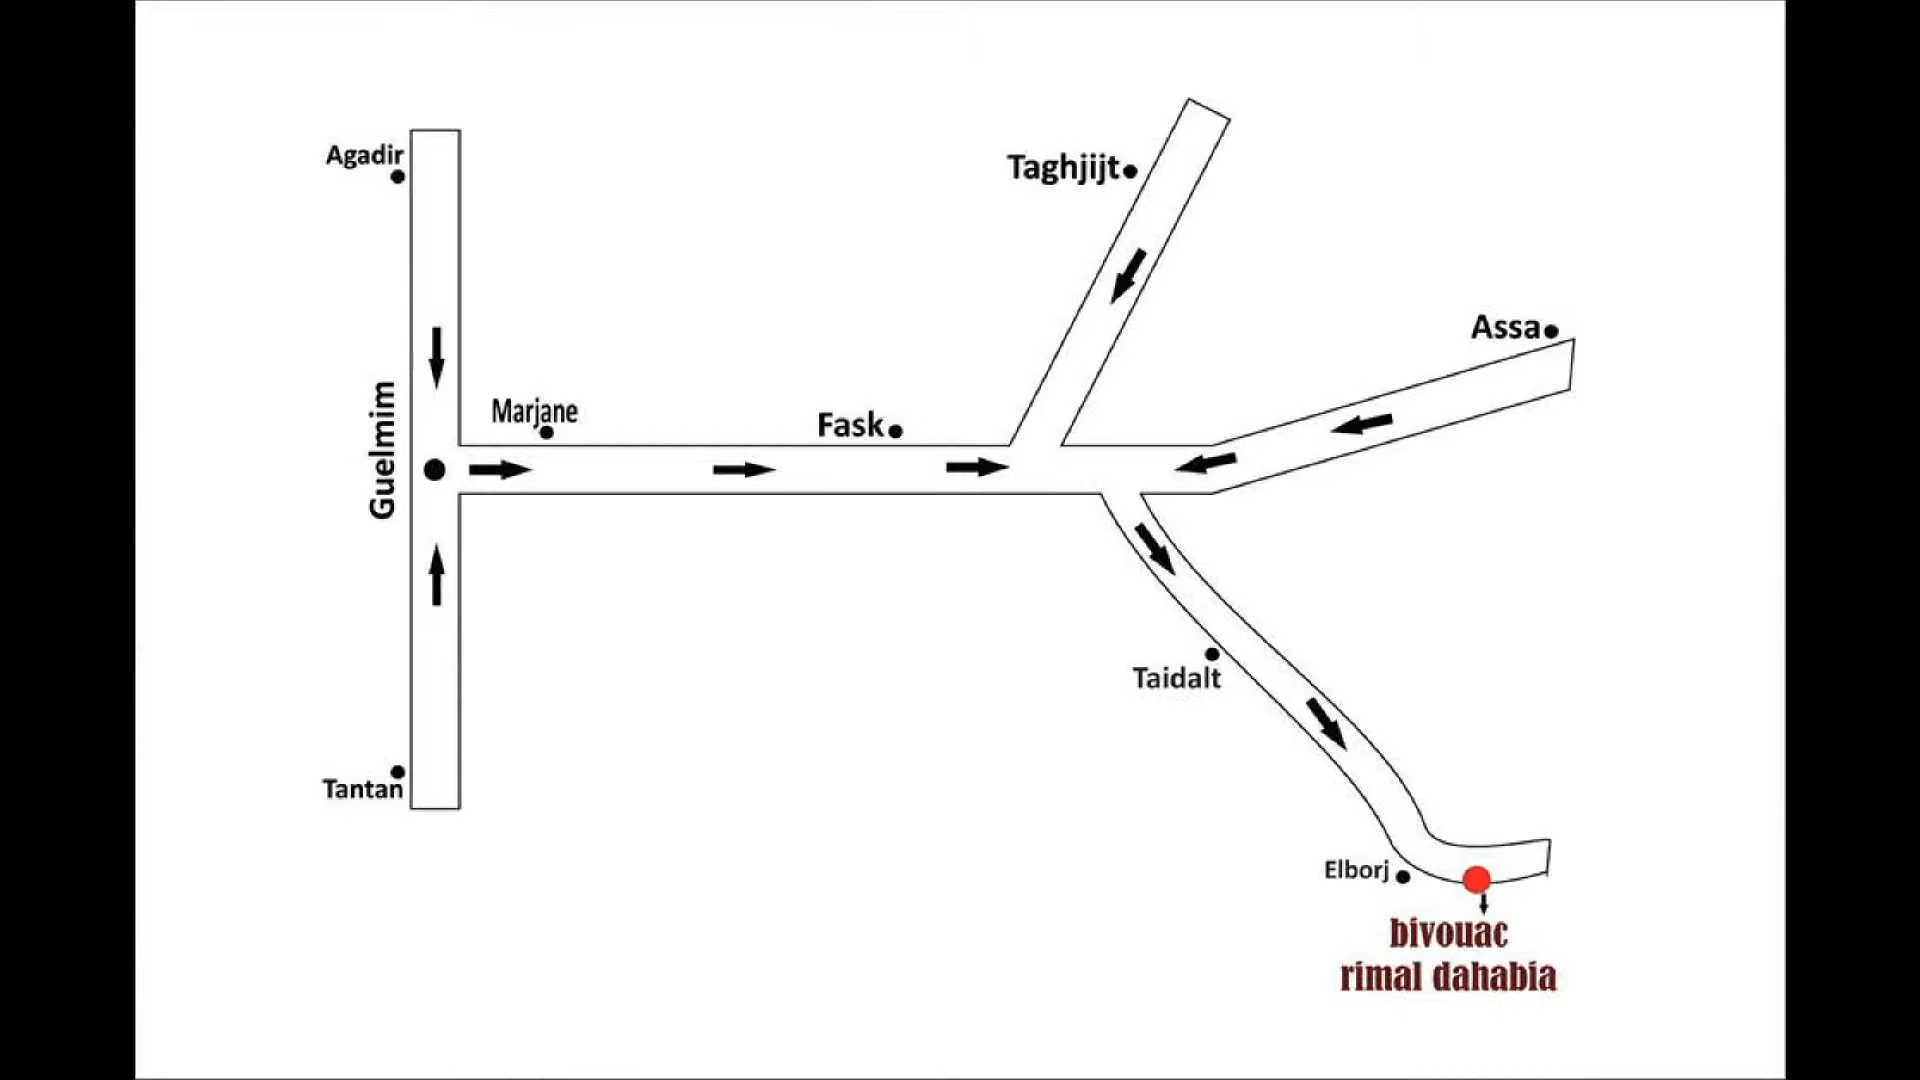 Agadir
Taghjijt
Assa
Guelmim
Marjane
Fask
Taidalt
Tantan
Elborj
bivouac
rimal dahabia